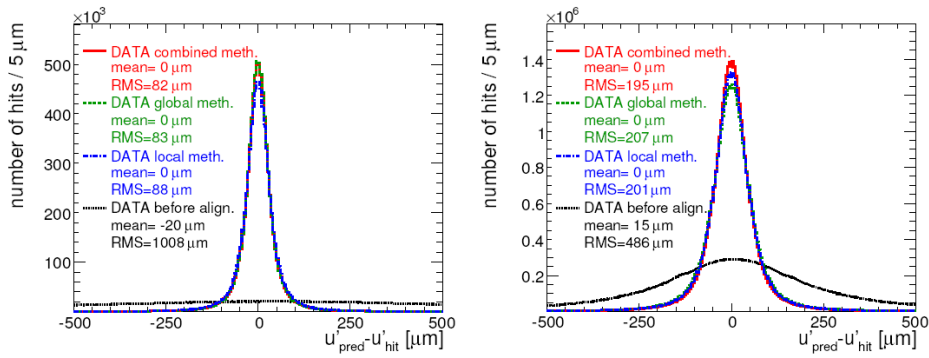 ×10³
number of hits / 5 μm
500
400
300
200
100
DATA combined meth.
mean= 0 μm
RMS=82 μm
DATA global meth.
mean= 0 μm
RMS=83 μm
DATA local meth.
mean= 0 μm
RMS=88 μm
DATA before align.
mean= -20 μm
RMS=1008 μm
-500
-250
0
250
500
u'pred-u'hit [μm]
×10⁶
number of hits / 5 μm
1.4
1.2
1.0
0.8
0.6
0.4
0.2
DATA combined meth.
mean= 0 μm
RMS=195 μm
DATA global meth.
mean= 0 μm
RMS=207 μm
DATA local meth.
mean= 0 μm
RMS=201μm
DATA before align.
mean= 15 μm
RMS=486 μm
-500
-250
0
250
500
u'pred-u'hit [μm]